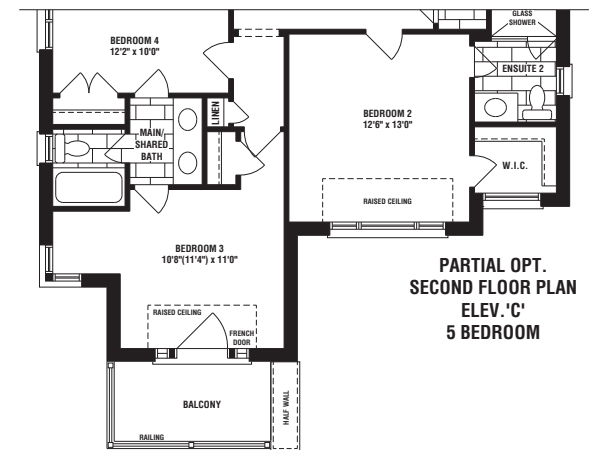 GLASS
SHOWER
BEDROOM 4
12'2" x 10'0"
ENSUITE 2
BEDROOM 2
12'6" x 13'0"
LINEN
MAIN/
SHARED
BATH
W.I.C.
RAISED CEILING
BEDROOM 3
10'8"(11'4") x 11'0"
PARTIAL OPT.
SECOND FLOOR PLAN
ELEV.'C'
5 BEDROOM
RAISED CEILING
FRENCH
DOOR
BALCONY
HALF WALL
RAILING